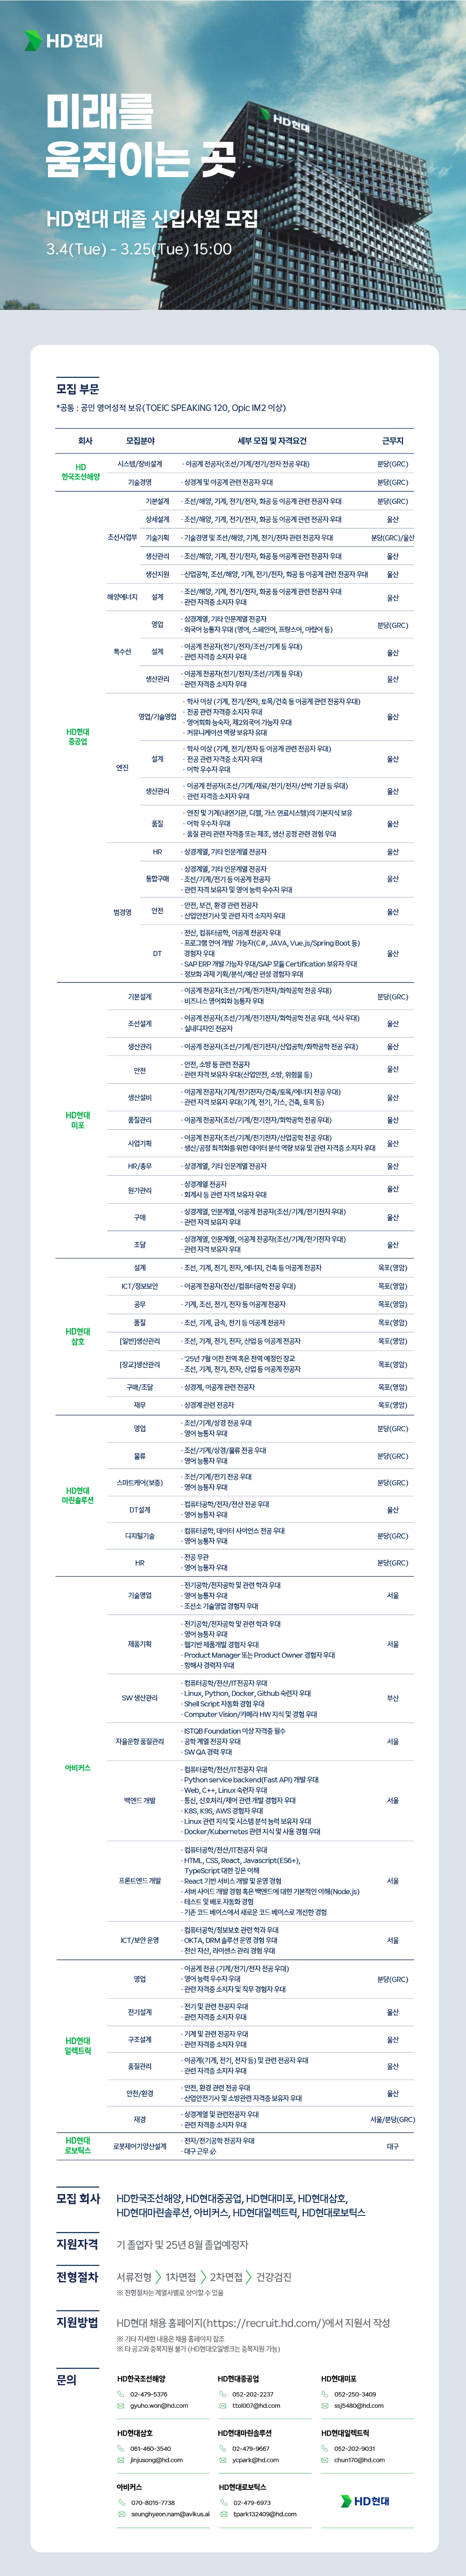 HD현대
HD현대
미래를
움직이는 곳
HD현대 대졸 신입사원 모집
3.4(Tue) - 3.25(Tue) 15:00
모집 부문
*공통 : 공인 영어성적 보유(TOEIC SPEAKING 120, Opic IM2 이상)
회사 모집분야 세부 모집 및 자격요건 근무지
HD
한국조선해양
시스템/장비설계 · 이공계 전공자(조선/기계/전기/전자 전공 우대) 분당(GRC)
기술경영 · 상경계 및 이공계 관련 전공자 우대 분당(GRC)
HD현대
중공업
조선사업부
기본설계 · 조선/해양, 기계, 전기/전자, 화공 등 이공계 관련 전공자 우대 분당(GRC)
상세설계 · 조선/해양, 기계, 전기/전자, 화공 등 이공계 관련 전공자 우대 울산
기술기획 · 기술경영 및 조선/해양, 기계, 전기/전자 관련 전공자 우대 분당(GRC)/울산
생산관리 · 조선/해양, 기계, 전기/전자, 화공 등 이공계 관련 전공자 우대 울산
생산지원 · 산업공학, 조선/해양, 기계, 전기/전자, 화공 등 이공계 관련 전공자 우대 울산
해양에너지 설계 · 조선/해양, 기계, 전기/전자, 화공 등 이공계 관련 전공자 우대 울산
· 관련 자격증 소지자 우대
특수선
영업 · 상경계열, 기타 인문계열 전공자 분당(GRC)
· 외국어 능통자 우대 (영어, 스페인어, 프랑스어, 아랍어 등)
설계 · 이공계 전공자(전기/전자/조선/기계 등 우대) 울산
· 관련 자격증 소지자 우대
생산관리 · 이공계 전공자(전기/전자/조선/기계 등 우대) 울산
· 관련 자격증 소지자 우대
엔진
영업/기술영업 · 학사 이상 (기계, 전기/전자, 토목/건축 등 이공계 관련 전공자 우대) 울산
· 전공 관련 자격증 소지자 우대
· 영어회화 능숙자, 제2외국어 가능자 우대
· 커뮤니케이션 역량 보유자 우대
설계 · 학사 이상 (기계, 전기/전자 등 이공계 관련 전공자 우대) 울산
· 전공 관련 자격증 소지자 우대
· 어학 우수자 우대
생산관리 · 이공계 전공자(조선/기계/재료/전기/전자/선박 기관 등 우대) 울산
· 관련 자격증 소지자 우대
품질 · 엔진 및 기계(내연기관, 디젤, 가스 연료시스템)의 기본지식 보유 울산
· 어학 우수자 우대
· 품질 관리 관련 자격증 또는 제조, 생산 공정 관련 경험 우대
범경영
HR · 상경계열, 기타 인문계열 전공자 울산
통합구매 · 상경계열, 기타 인문계열 전공자 울산
· 조선/기계/전기 등 이공계 전공자
· 관련 자격 보유자 및 영어 능력 우수자 우대
안전 · 안전, 보건, 환경 관련 전공자 울산
· 산업안전기사 및 관련 자격 소지자 우대
DT · 전산, 컴퓨터공학, 이공계 전공자 우대 울산
· 프로그램 언어 개발 가능자(C#, JAVA, Vue.js/Spring Boot 등)
경험자 우대
· SAP ERP 개발 가능자 우대/SAP 모듈 Certification 보유자 우대
· 정보화 과제 기획/분석/예산 편성 경험자 우대
HD현대
미포
기본설계 · 이공계 전공자(조선/기계/전기전자/화학공학 전공 우대) 분당(GRC)
· 비즈니스 영어회화 능통자 우대
조선설계 · 이공계 전공자(조선/기계/전기전자/화학공학 전공 우대, 석사 우대) 울산
· 실내디자인 전공자
생산관리 · 이공계 전공자(조선/기계/전기전자/산업공학/화학공학 전공 우대) 울산
안전 · 안전, 소방 등 관련 전공자 울산
· 관련 자격 보유자 우대(산업안전, 소방, 위험물 등)
생산설비 · 이공계 전공자(기계/전기전자/건축/토목/에너지 전공 우대) 울산
· 관련 자격 보유자 우대(기계, 전기, 가스, 건축, 토목 등)
품질관리 · 이공계 전공자(조선/기계/전기전자/화학공학 전공 우대) 울산
사업기획 · 이공계 전공자(조선/기계/전기전자/산업공학 전공 우대) 울산
· 생산/공정 최적화를 위한 데이터 분석 역량 보유 및 관련 자격증 소지자 우대
HR/총무 · 상경계열, 기타 인문계열 전공자 울산
원가관리 · 상경계열 전공자 울산
· 회계사 등 관련 자격 보유자 우대
구매 · 상경계열, 인문계열, 이공계 전공자(조선/기계/전기전자 우대) 울산
· 관련 자격 보유자 우대
조달 · 상경계열, 인문계열, 이공계 전공자(조선/기계/전기전자 우대) 울산
· 관련 자격 보유자 우대
HD현대
삼호
설계 · 조선, 기계, 전기, 전자, 에너지, 건축 등 이공계 전공자 목포(영암)
ICT/정보보안 · 이공계 전공자(전산/컴퓨터공학 전공 우대) 목포(영암)
공무 · 기계, 조선, 전기, 전자 등 이공계 전공자 목포(영암)
품질 · 조선, 기계, 금속, 전기 등 이공계 전공자 목포(영암)
[일반]생산관리 · 조선, 기계, 전기, 전자, 산업 등 이공계 전공자 목포(영암)
[장교]생산관리 · '25년 7월 이전 전역 혹은 전역 예정인 장교 목포(영암)
· 조선, 기계, 전기, 전자, 산업 등 이공계 전공자
구매/조달 · 상경계, 이공계 관련 전공자 목포(영암)
재무 · 상경계 관련 전공자 목포(영암)
HD현대
마린솔루션
영업 · 조선/기계/상경 전공 우대 분당(GRC)
· 영어 능통자 우대
물류 · 조선/기계/상경/물류 전공 우대 분당(GRC)
· 영어 능통자 우대
스마트케어(보증) · 조선/기계/전기 전공 우대 분당(GRC)
· 영어 능통자 우대
DT설계 · 컴퓨터공학/전자/전산 전공 우대 울산
· 영어 능통자 우대
디지털기술 · 컴퓨터공학, 데이터 사이언스 전공 우대 분당(GRC)
· 영어 능통자 우대
HR · 전공 무관 분당(GRC)
· 영어 능통자 우대
아비커스
기술영업 · 전기공학/전자공학 및 관련 학과 우대 서울
· 영어 능통자 우대
· 조선소 기술영업 경험자 우대
제품기획 · 전기공학/전자공학 및 관련 학과 우대 서울
· 영어 능통자 우대
· 웹기반 제품개발 경험자 우대
· Product Manager 또는 Product Owner 경험자 우대
· 항해사 경력자 우대
SW 생산관리 · 컴퓨터공학/전산/IT전공자 우대 부산
· Linux, Python, Docker, Github 숙련자 우대
· Shell Script 자동화 경험 우대
· Computer Vision/카메라 HW 지식 및 경험 우대
자율운항 품질관리 · ISTQB Foundation 이상 자격증 필수 서울
· 공학 계열 전공자 우대
· SW QA 경력 우대
백엔드 개발 · 컴퓨터공학/전산/IT전공자 우대 서울
· Python service backend(Fast API) 개발 우대
· Web, C++, Linux 숙련자 우대
· 통신, 신호처리/제어 관련 개발 경험자 우대
· K8S, K9S, AWS 경험자 우대
· Linux 관련 지식 및 시스템 분석 능력 보유자 우대
· Docker/Kubernetes 관련 지식 및 사용 경험 우대
프론트엔드 개발 · 컴퓨터공학/전산/IT전공자 우대 서울
· HTML, CSS, React, Javascript(ES6+),
TypeScript 대한 깊은 이해
· React 기반 서비스 개발 및 운영 경험
· 서버 사이드 개발 경험 혹은 백엔드에 대한 기본적인 이해(Node.js)
· 테스트 및 배포 자동화 경험
· 기존 코드 베이스에서 새로운 코드 베이스로 개선한 경험
ICT/보안 운영 · 컴퓨터공학/정보보호 관련 학과 우대 서울
· OKTA, DRM 솔루션 운영 경험 우대
· 전산 자산, 라이센스 관리 경험 우대
HD현대
일렉트릭
영업 · 이공계 전공 (기계/전기/전자 전공 우대) 분당(GRC)
· 영어 능력 우수자 우대
· 관련 자격증 소지자 및 직무 경험자 우대
전기설계 · 전기 및 관련 전공자 우대 울산
· 관련 자격증 소지자 우대
구조설계 · 기계 및 관련 전공자 우대 울산
· 관련 자격증 소지자 우대
품질관리 · 이공계(기계, 전기, 전자 등) 및 관련 전공자 우대 울산
· 관련 자격증 소지자 우대
안전/환경 · 안전, 환경 관련 전공 우대 울산
· 산업안전기사 및 소방관련 자격증 보유자 우대
재경 · 상경계열 및 관련전공자 우대 서울/분당(GRC)
· 관련 자격증 소지자 우대
HD현대
로보틱스
로봇제어기양산설계 · 전자/전기공학 전공자 우대 대구
· 대구 근무 必
모집 회사 HD한국조선해양, HD현대중공업, HD현대미포, HD현대삼호,
HD현대마린솔루션, 아비커스, HD현대일렉트릭, HD현대로보틱스
지원자격 기 졸업자 및 25년 8월 졸업예정자
전형절차 서류전형 > 1차면접 > 2차면접 > 건강검진
※ 전형절차는 계열사별로 상이할 수 있음
지원방법 HD현대 채용 홈페이지(https://recruit.hd.com/)에서 지원서 작성
※ 기타 자세한 내용은 채용 홈페이지 참조
※ 타 공고와 중복지원 불가 (HD현대오일뱅크는 중복지원 가능)
문의
HD한국조선해양 HD현대중공업 HD현대미포
02-479-5376 052-202-2237 052-250-3409
gyuho.won@hd.com ttol007@hd.com ssj5480@hd.com
HD현대삼호 HD현대마린솔루션 HD현대일렉트릭
061-460-3540 02-479-9667 052-202-9031
jinjusong@hd.com ycpark@hd.com chun170@hd.com
아비커스 HD현대로보틱스
070-8015-7738 02-479-6973
seunghyeon.nam@avikus.ai tpark132409@hd.com
HD현대